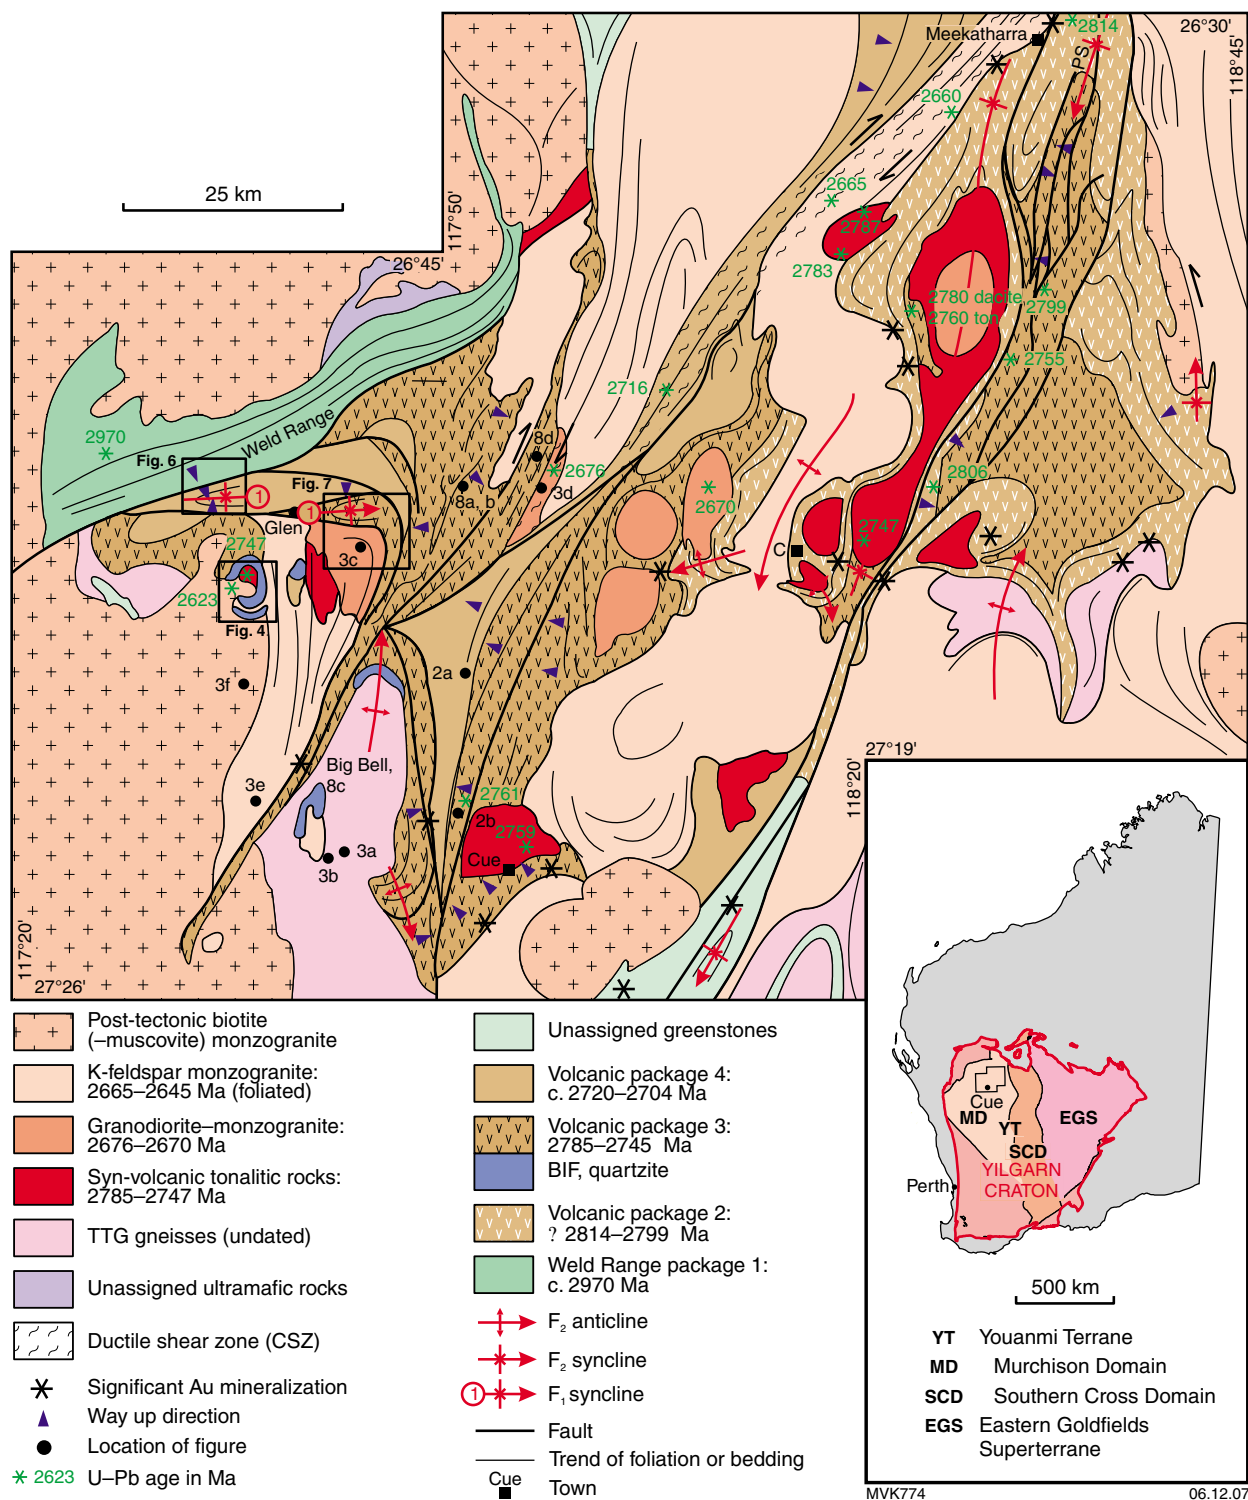 Meekatharra
2814
26°30'
118°45'
PS
2660
25 km
2665
2787
117°50'
2783
26°45'
2780 dacite
2760 ton
2799
2755
2716
2970
Weld Range
8d
2676
Fig. 6
Fig. 7
3d
8a, b
2806
2670
1
1
Glen
2747
C
2747
3c
2623
Fig. 4
2a
3f
27°19'
118°20'
Big Bell,
8c
3e
2761
2b
2759
3a
Cue
3b
117°20'
27°26'
Post-tectonic biotite
(–muscovite) monzogranite
K-feldspar monzogranite:
2665–2645 Ma (foliated)
Granodiorite–monzogranite:
2676–2670 Ma
Syn-volcanic tonalitic rocks:
2785–2747 Ma
TTG gneisses (undated)
Unassigned ultramafic rocks
Ductile shear zone (CSZ)
Significant Au mineralization
Way up direction
Location of figure
2623 U–Pb age in Ma
Unassigned greenstones
Volcanic package 4:
c. 2720–2704 Ma
Volcanic package 3:
2785–2745 Ma
BIF, quartzite
Volcanic package 2:
? 2814–2799 Ma
Weld Range package 1:
c. 2970 Ma
F2 anticline
F2 syncline
1 F1 syncline
Fault
Trend of foliation or bedding
Cue
Town
Cue
MD
YT
EGS
SCD
YILGARN
CRATON
Perth
500 km
YT Youanmi Terrane
MD Murchison Domain
SCD Southern Cross Domain
EGS Eastern Goldfields
Superterrane
MVK774
06.12.07